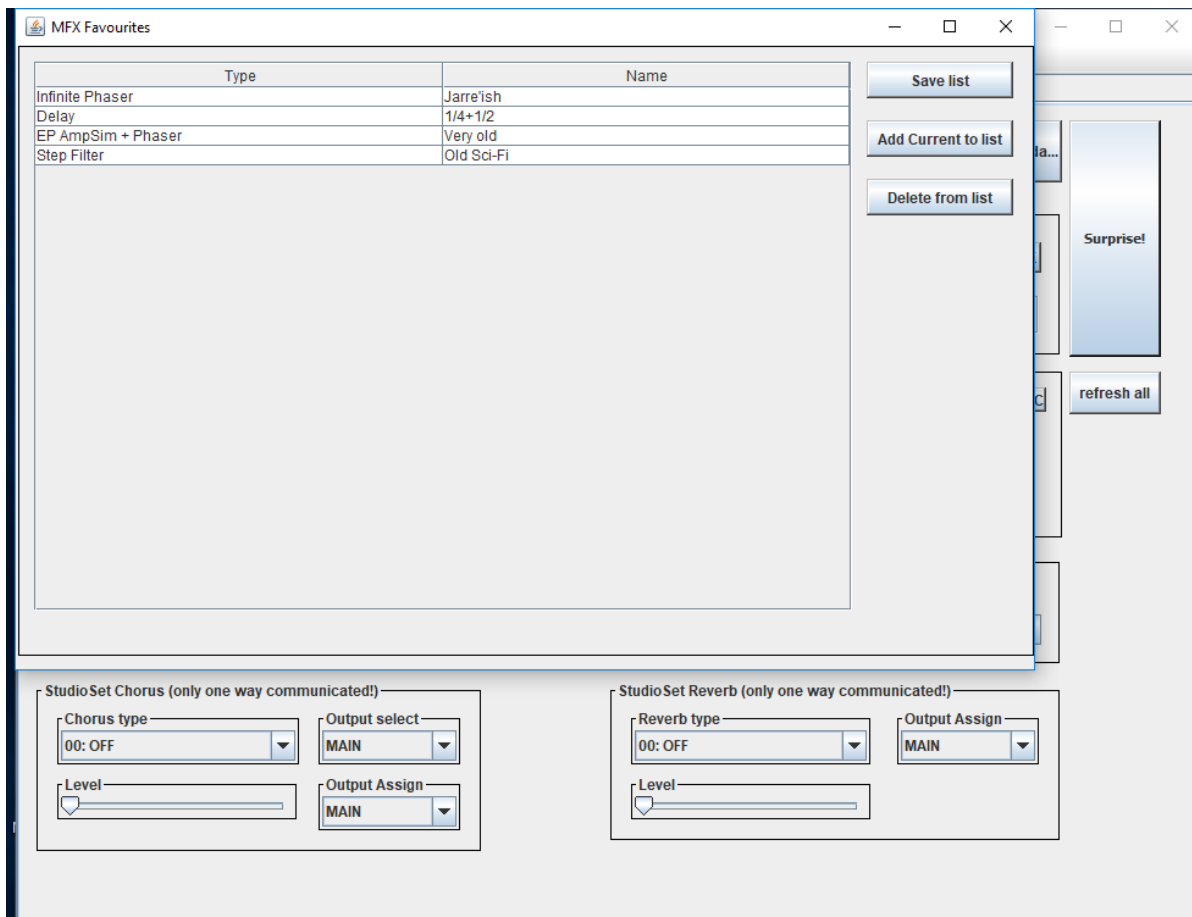 MFX Favourites
Type Name
Infinite Phaser Jarre'ish
Delay 1/4+1/2
EP AmpSim + Phaser Very old
Step Filter Old Sci-Fi
Save list
Add Current to list
Delete from list
la...
Surprise!
C
refresh all
StudioSet Chorus (only one way communicated!)
Chorus type
00: OFF
Output select
MAIN
Level
Output Assign
MAIN
StudioSet Reverb (only one way communicated!)
Reverb type
00: OFF
Output Assign
MAIN
Level